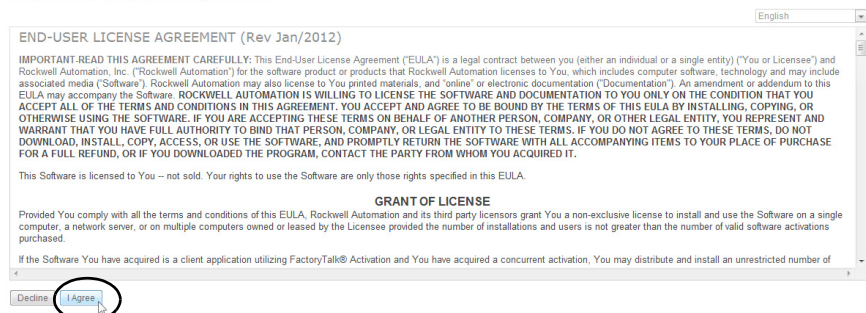 English
END-USER LICENSE AGREEMENT (Rev Jan/2012)
IMPORTANT-READ THIS AGREEMENT CAREFULLY: This End-User License Agreement ("EULA") is a legal contract between you (either an individual or a single entity) ("You or Licensee") and
Rockwell Automation, Inc. ("Rockwell Automation") for the software product or products that Rockwell Automation licenses to You, which includes computer software, technology and may include
associated media ("Software"). Rockwell Automation may also license to You printed materials, and "online" or electronic documentation ("Documentation"). An amendment or addendum to this
EULA may accompany the Software. ROCKWELL AUTOMATION IS WILLING TO LICENSE THE SOFTWARE AND DOCUMENTATION TO YOU ONLY ON THE CONDITION THAT YOU
ACCEPT ALL OF THE TERMS AND CONDITIONS IN THIS AGREEMENT. YOU ACCEPT AND AGREE TO BE BOUND BY THE TERMS OF THIS EULA BY INSTALLING, COPYING, OR
OTHERWISE USING THE SOFTWARE. IF YOU ARE ACCEPTING THESE TERMS ON BEHALF OF ANOTHER PERSON, COMPANY, OR OTHER LEGAL ENTITY, YOU REPRESENT AND
WARRANT THAT YOU HAVE FULL AUTHORITY TO BIND THAT PERSON, COMPANY, OR LEGAL ENTITY TO THESE TERMS. IF YOU DO NOT AGREE TO THESE TERMS, DO NOT
DOWNLOAD, INSTALL, COPY, ACCESS, OR USE THE SOFTWARE, AND PROMPTLY RETURN THE SOFTWARE WITH ALL ACCOMPANYING ITEMS TO YOUR PLACE OF PURCHASE
FOR A FULL REFUND, OR IF YOU DOWNLOADED THE PROGRAM, CONTACT THE PARTY FROM WHOM YOU ACQUIRED IT.
This Software is licensed to You -- not sold. Your rights to use the Software are only those rights specified in this EULA.
GRANT OF LICENSE
Provided You comply with all the terms and conditions of this EULA, Rockwell Automation and its third party licensors grant You a non-exclusive license to install and use the Software on a single
computer, a network server, or on multiple computers owned or leased by the Licensee provided the number of installations and users is not greater than the number of valid software activations
purchased.
If the Software You have acquired is a client application utilizing FactoryTalk® Activation and You have acquired a concurrent activation, You may distribute and install an unrestricted number of
Decline
I Agree